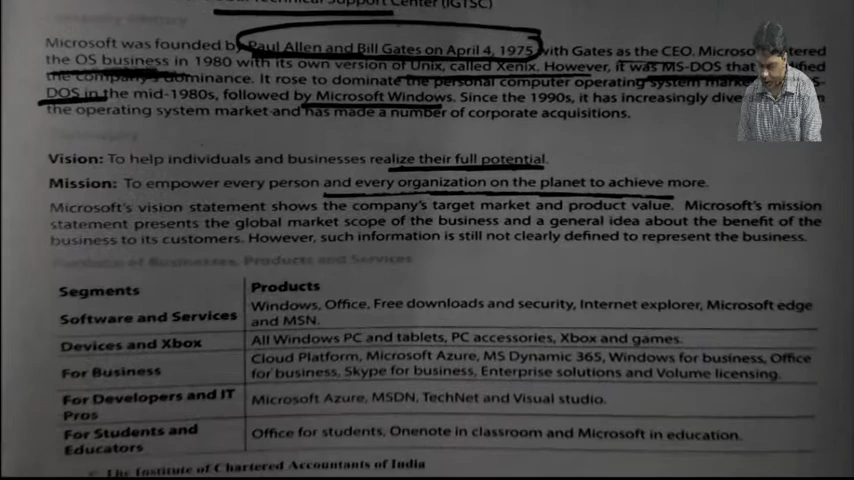 Technical Support Center (IGTSC)
Microsoft was founded by Paul Allen and Bill Gates on April 4, 1975, with Gates as the CEO.
the OS business in 1980 with its own version of Unix, called Xenix. However, it was MS-DOS that
the company's dominance. It rose to dominate the personal computer operating system market
DOS in the mid-1980s, followed by Microsoft Windows. Since the 1990s, it has increasingly
the operating system market and has made a number of corporate acquisitions.
Vision: To help individuals and businesses realize their full potential.
Mission: To empower every person and every organization on the planet to achieve more.
Microsoft's vision statement shows the company's target market and product value. Microsoft's mission
statement presents the global market scope of the business and a general idea about the benefit of the
business to its customers. However, such information is still not clearly defined to represent the business.
Portfolio of Businesses, Products and Services
Segments Products
Software and Services Windows, Office, Free downloads and security, Internet explorer, Microsoft edge
and MSN.
Devices and Xbox All Windows PC and tablets, PC accessories, Xbox and games.
For Business Cloud Platform, Microsoft Azure, MS Dynamic 365, Windows for business, Office
for business, Skype for business, Enterprise solutions and Volume licensing.
For Developers and IT Pros Microsoft Azure, MSDN, TechNet and Visual studio.
For Students and Educators Office for students, Onenote in classroom and Microsoft in education.
© The Institute of Chartered Accountants of India